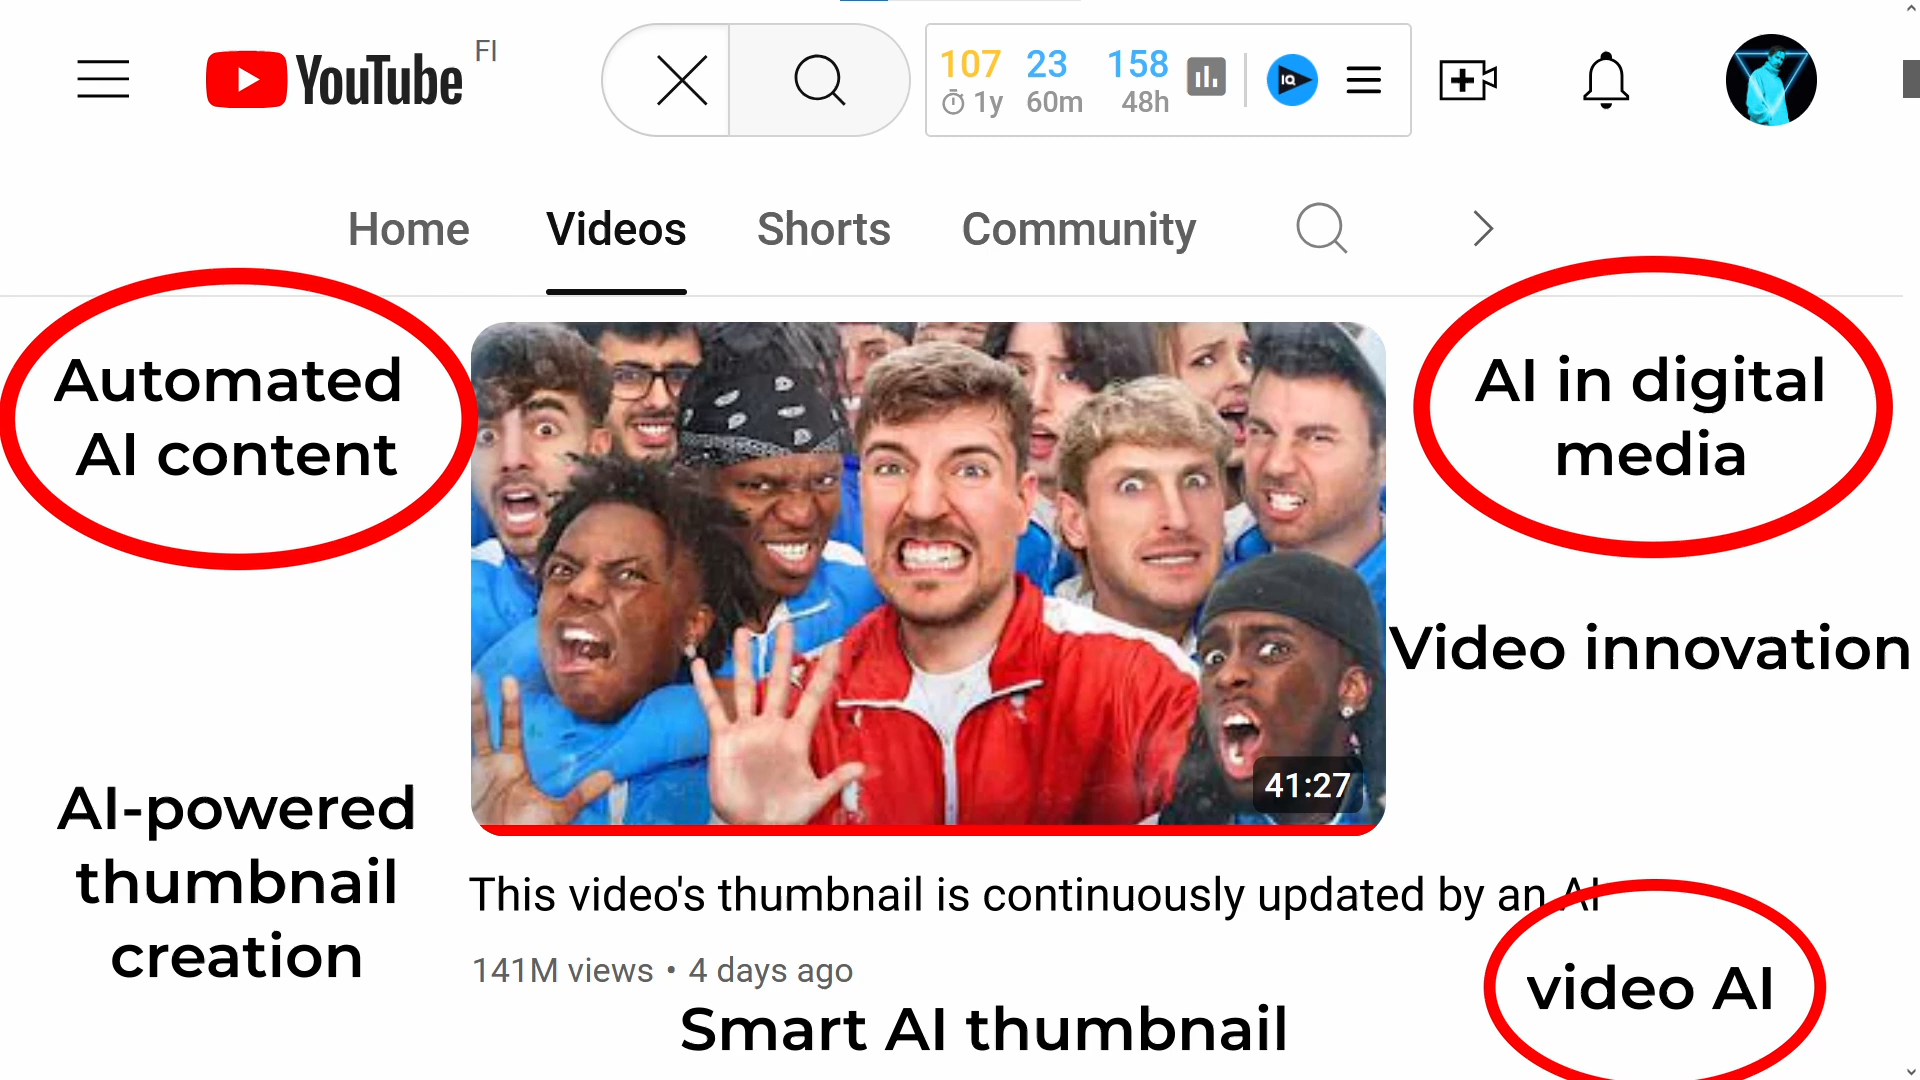 YouTube FI
107 23 158
1y 60m 48h
IQ
Home Videos Shorts Community
Automated
AI content
AI in digital
media
Video innovation
41:27
AI-powered
thumbnail
creation
This video's thumbnail is continuously updated by an AI
141M views • 4 days ago
video AI
Smart AI thumbnail